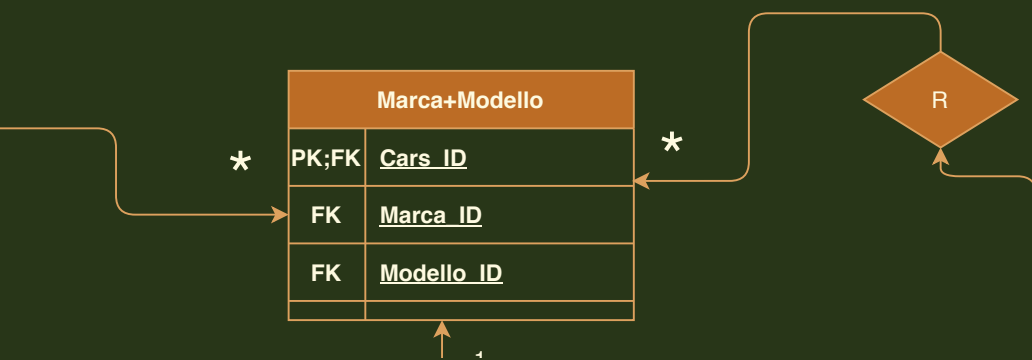 Marca+Modello
R
*
*
PK;FK Cars_ID
FK Marca_ID
FK Modello_ID